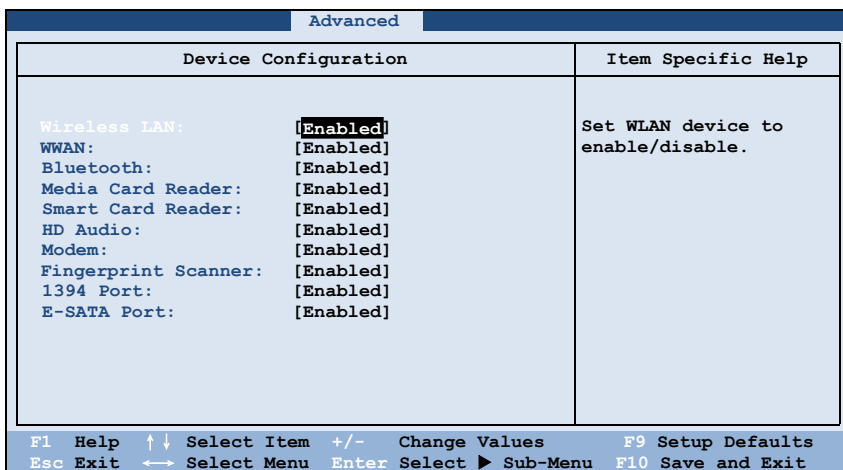 Advanced
Device Configuration
Item Specific Help
Wireless LAN: [Enabled]
WWAN: [Enabled]
Bluetooth: [Enabled]
Media Card Reader: [Enabled]
Smart Card Reader: [Enabled]
HD Audio: [Enabled]
Modem: [Enabled]
Fingerprint Scanner: [Enabled]
1394 Port: [Enabled]
E-SATA Port: [Enabled]
Set WLAN device to
enable/disable.
F1 Help ↑↓ Select Item +/- Change Values F9 Setup Defaults
Esc Exit ←→ Select Menu Enter Select ▶ Sub-Menu F10 Save and Exit